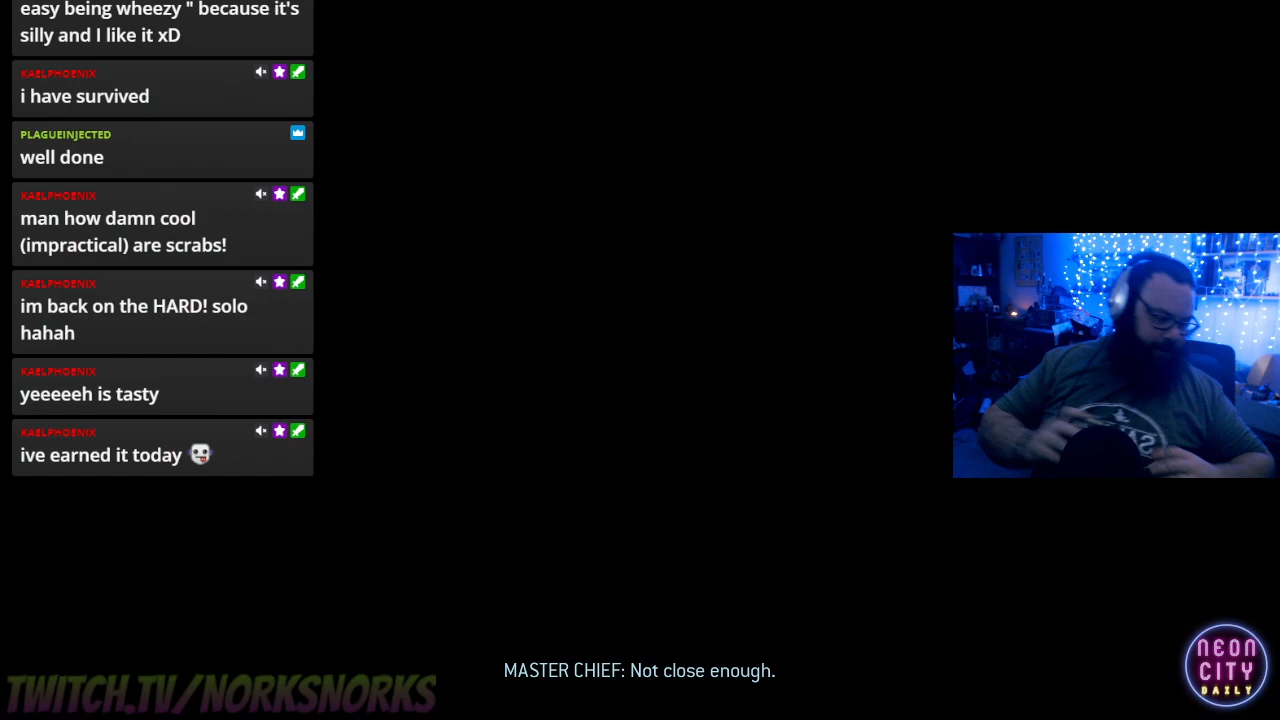 easy being wheezy " because it's
silly and I like it xD
KAELPHOENIX
i have survived
PLAGUEINJECTED
well done
KAELPHOENIX
man how damn cool
(impractical) are scrabs!
KAELPHOENIX
im back on the HARD! solo
hahah
KAELPHOENIX
yeeeeeh is tasty
KAELPHOENIX
ive earned it today
MASTER CHIEF: Not close enough.
TWITCH.TV/NORKSNORKS
NEON
CITY
DAILY